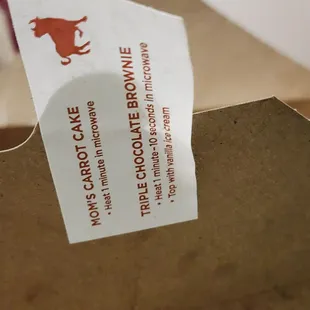 MOM'S CARROT CAKE
• Heat 1 minute in microwave
TRIPLE CHOCOLATE BROWNIE
• Heat 1 minute-10 seconds in microwave
• Top with vanilla ice cream